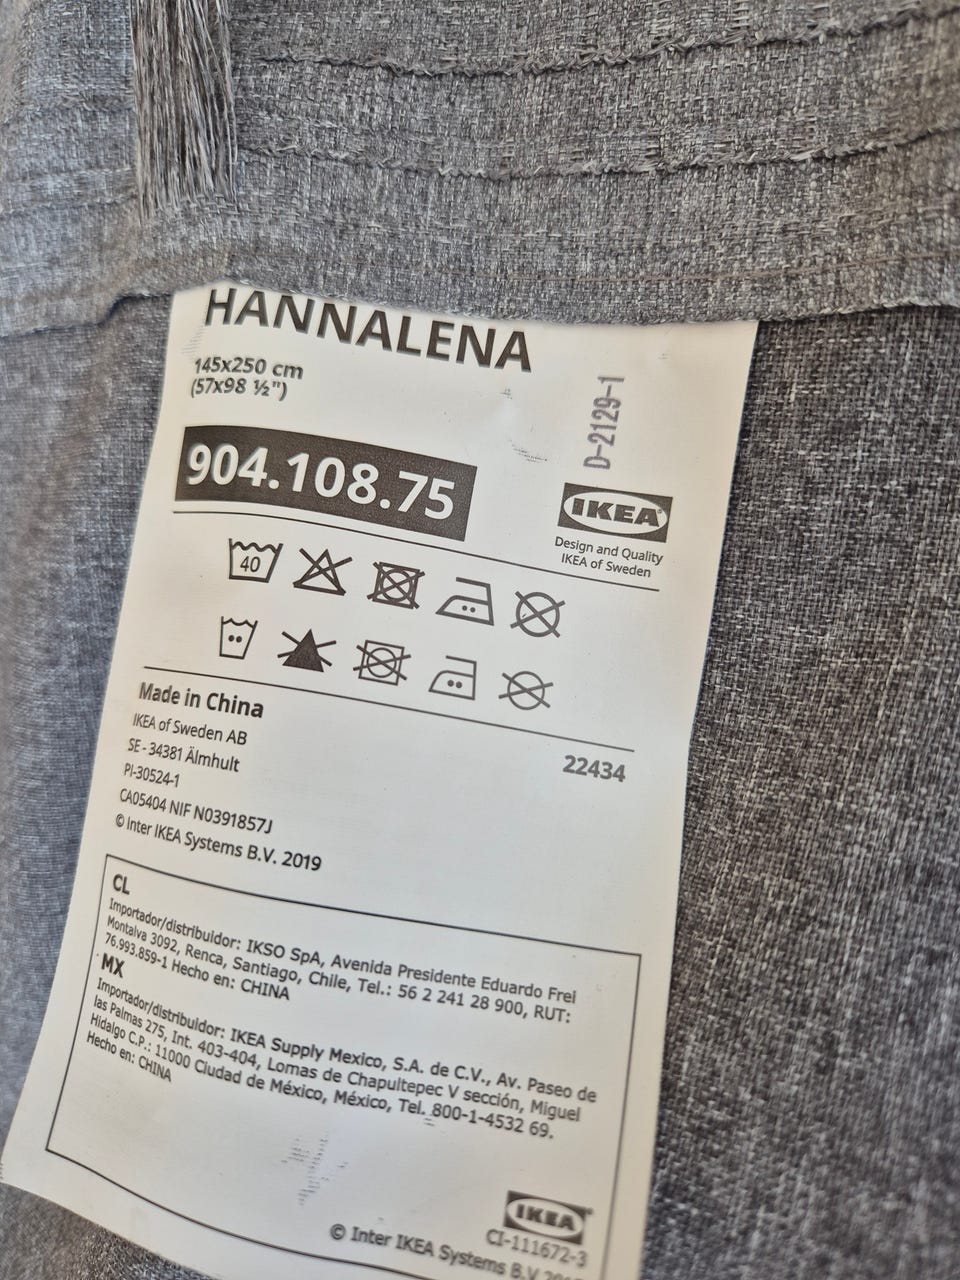 HANNALENA
145x250 cm
(57x98 ½")
D-2129-1
904.108.75
IKEA®
Design and Quality
IKEA of Sweden
40
Made in China
IKEA of Sweden AB
SE - 34381 Älmhult
PI-30524-1
CA05404 NIF N0391857J
© Inter IKEA Systems B.V. 2019
22434
CL
Importador/distribuidor: IKSO SpA, Avenida Presidente Eduardo Frei
Montalva 3092, Renca, Santiago, Chile, Tel.: 56 2 241 28 900, RUT:
76.993.859-1 Hecho en: CHINA
MX
Importador/distribuidor: IKEA Supply Mexico, S.A. de C.V., Av. Paseo de
las Palmas 275, Int. 403-404, Lomas de Chapultepec V sección, Miguel
Hidalgo C.P.: 11000 Ciudad de México, México, Tel. 800-1-4532 69.
Hecho en: CHINA
IKEA®
CI-111672-3
© Inter IKEA Systems B.V.